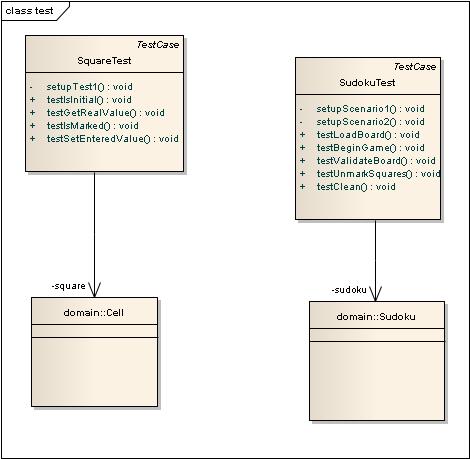 class test
TestCase
SquareTest
- setupTest1() : void
+ testIsInitial() : void
+ testGetRealValue() : void
+ testIsMarked() : void
+ testSetEnteredValue() : void
TestCase
SudokuTest
- setupScenario1() : void
- setupScenario2() : void
+ testLoadBoard() : void
+ testBeginGame() : void
+ testValidateBoard() : void
+ testUnmarkSquares() : void
+ testClean() : void
-square
-sudoku
domain::Cell
domain::Sudoku